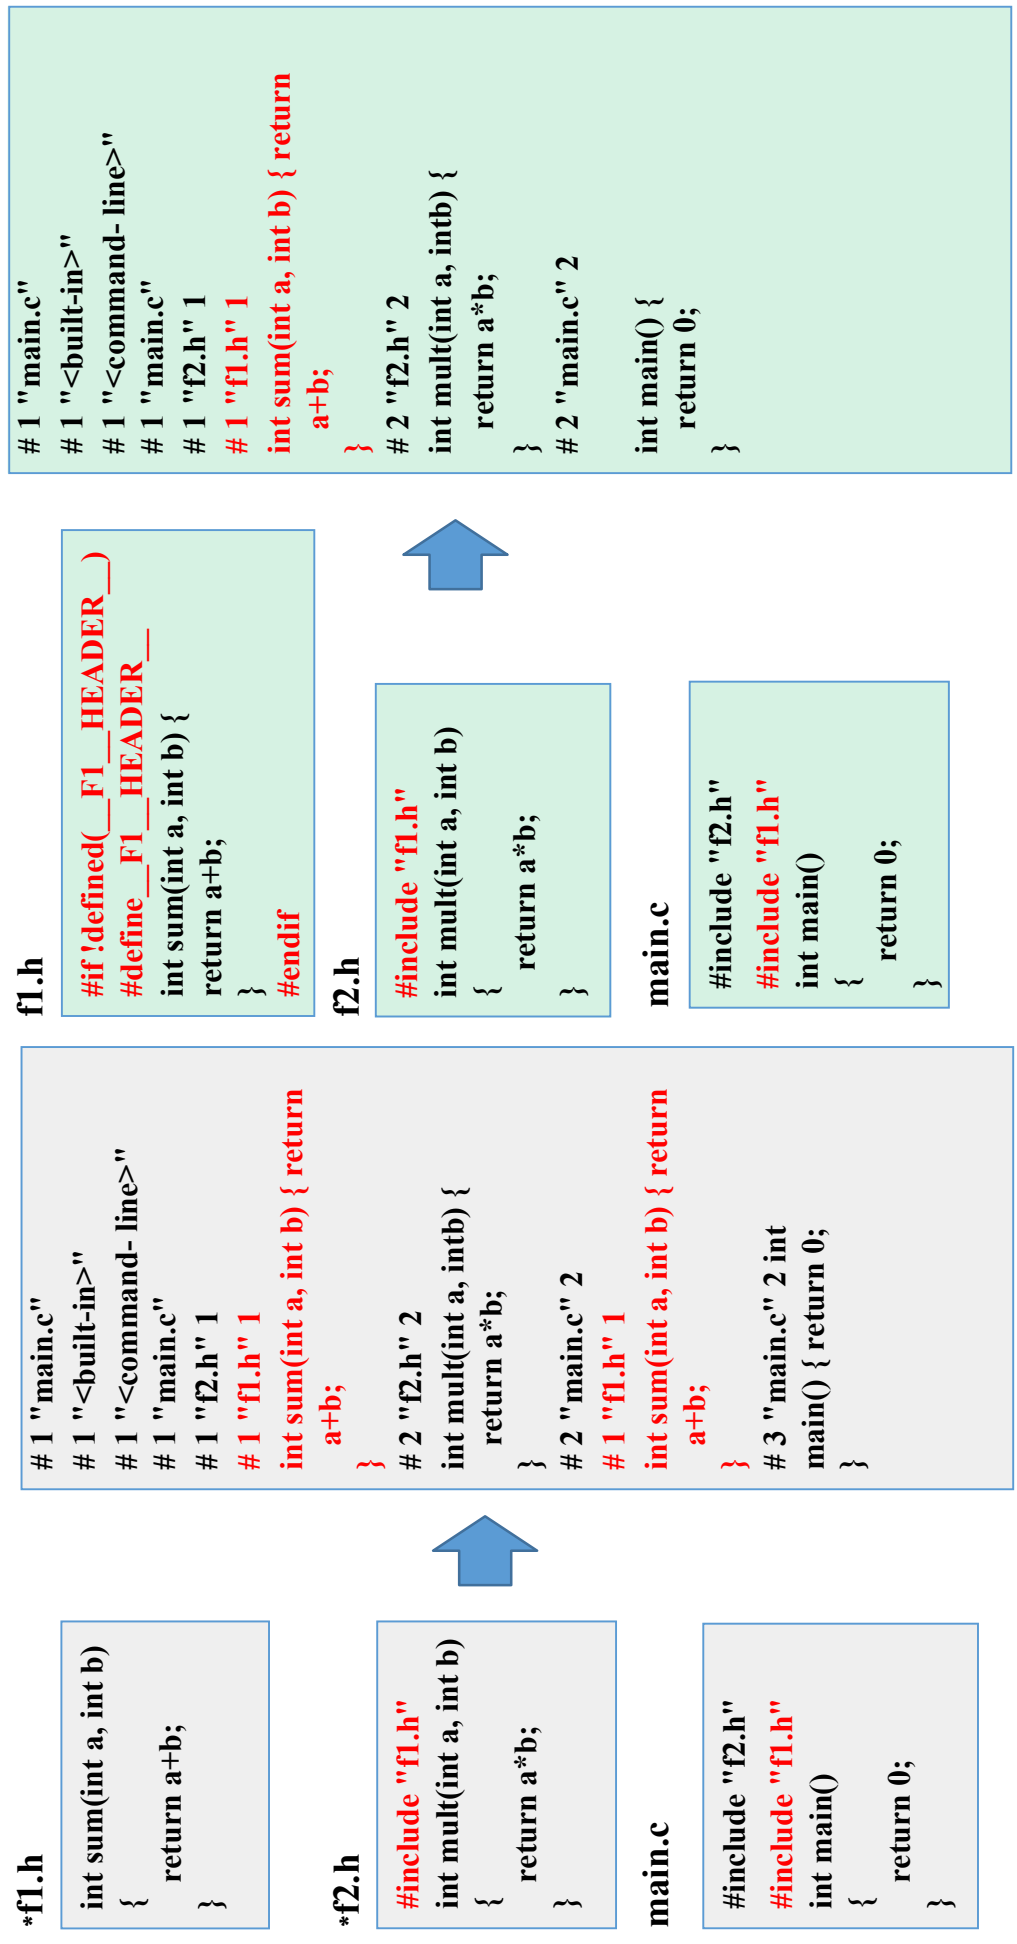 *f1.h
int sum(int a, int b)
{
return a+b;
}
*f2.h
#include "f1.h"
int mult(int a, int b)
{
return a*b;
}
main.c
#include "f2.h"
#include "f1.h"
int main()
{
return 0;
}
# 1 "main.c"
# 1 "<built-in>"
# 1 "<command- line>"
# 1 "main.c"
# 1 "f2.h" 1
# 1 "f1.h" 1
int sum(int a, int b) { return
a+b;
}
# 2 "f2.h" 2
int mult(int a, intb) {
return a*b;
}
# 2 "main.c" 2
# 1 "f1.h" 1
int sum(int a, int b) { return
a+b;
}
# 3 "main.c" 2 int
main() { return 0;
}
f1.h
#if !defined(__F1__HEADER__)
#define__F1__HEADER__
int sum(int a, int b) {
return a+b;
}
#endif
f2.h
#include "f1.h"
int mult(int a, int b)
{
return a*b;
}
main.c
#include "f2.h"
#include "f1.h"
int main()
{
return 0;
}
# 1 "main.c"
# 1 "<built-in>"
# 1 "<command- line>"
# 1 "main.c"
# 1 "f2.h" 1
# 1 "f1.h" 1
int sum(int a, int b) { return
a+b;
}
# 2 "f2.h" 2
int mult(int a, intb) {
return a*b;
}
# 2 "main.c" 2
int main() {
return 0;
}